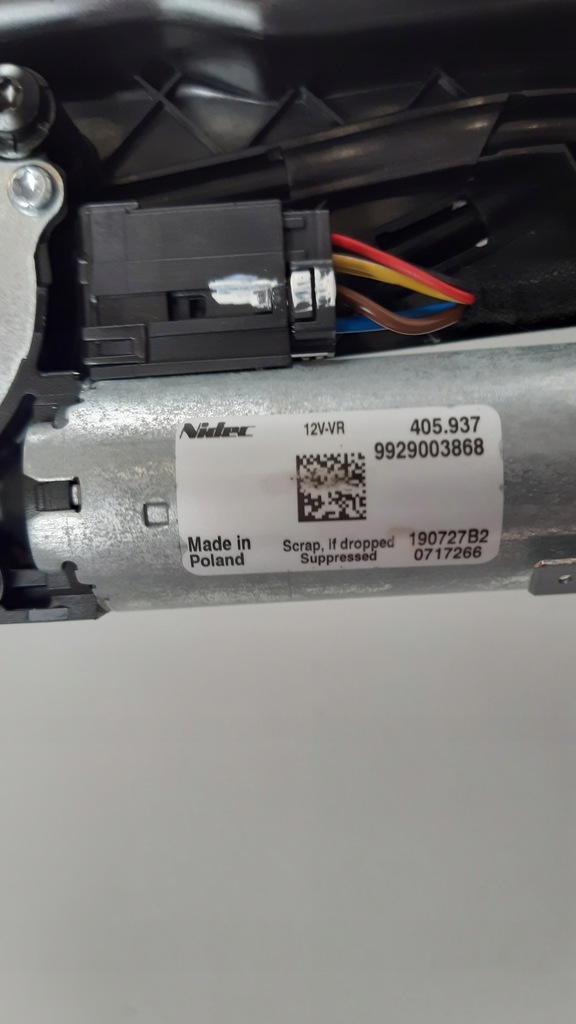 Nidec 12V-VR 405.937
9929003868
Made in Poland
Scrap, if dropped
Suppressed
190727B2
0717266